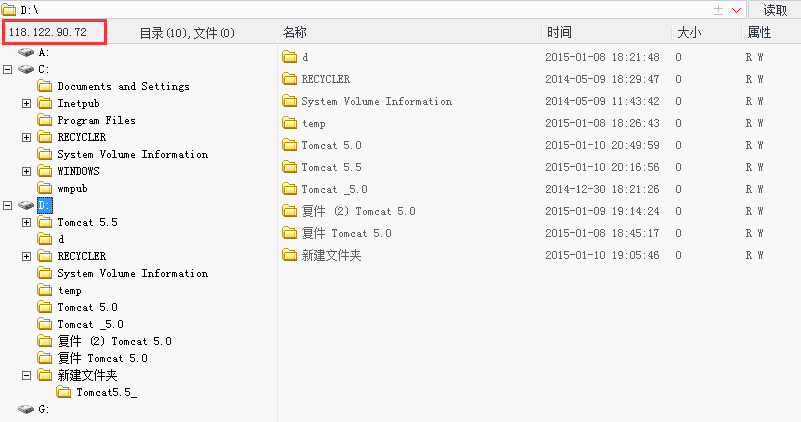 D:\
读取
118.122.90.72 目录(10),文件(0) 名称 时间 大小 属性
A:
C:
Documents and Settings
Inetpub
Program Files
RECYCLER
System Volume Information
WINDOWS
wmpub
D:
Tomcat 5.5
d
RECYCLER
System Volume Information
temp
Tomcat 5.0
Tomcat _5.0
复件 (2) Tomcat 5.0
复件 Tomcat 5.0
新建文件夹
Tomcat5.5_
G:
d 2015-01-08 18:21:48 0 R W
RECYCLER 2014-05-09 18:29:47 0 R W
System Volume Information 2014-05-09 11:43:42 0 R W
temp 2015-01-08 18:26:43 0 R W
Tomcat 5.0 2015-01-10 20:49:59 0 R W
Tomcat 5.5 2015-01-10 20:16:56 0 R W
Tomcat _5.0 2014-12-30 18:21:26 0 R W
复件 (2) Tomcat 5.0 2015-01-09 19:14:24 0 R W
复件 Tomcat 5.0 2015-01-08 18:45:17 0 R W
新建文件夹 2015-01-10 19:05:46 0 R W